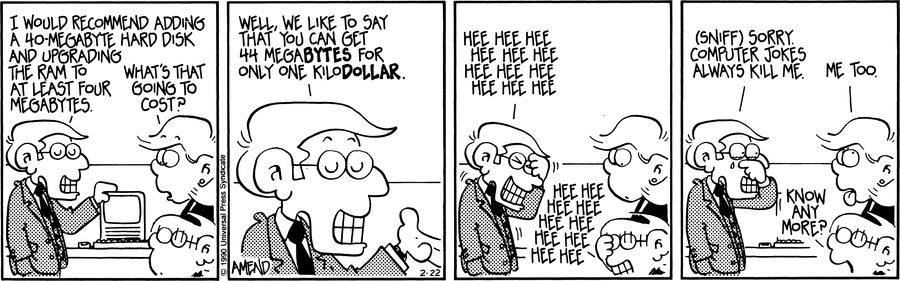 I WOULD RECOMMEND ADDING
A 40-MEGABYTE HARD DISK
AND UPGRADING
THE RAM TO
AT LEAST FOUR
MEGABYTES.
WHAT'S THAT
GOING TO
COST?
WELL, WE LIKE TO SAY
THAT YOU CAN GET
44 MEGABYTES FOR
ONLY ONE KILODOLLAR.
© 1990 Universal Press Syndicate
AMEND
2-22
HEE HEE HEE
HEE HEE HEE
HEE HEE HEE
HEE HEE HEE
HEE HEE
HEE HEE
HEE HEE
HEE HEE
HEE HEE
(SNIFF) SORRY.
COMPUTER JOKES
ALWAYS KILL ME.
ME TOO.
KNOW
ANY
MORE?